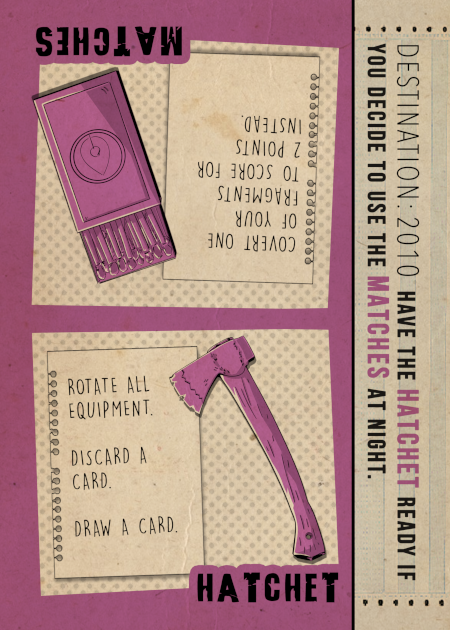 MATCHES
COVERT ONE
OF YOUR
FRAGMENTS
TO SCORE FOR
2 POINTS
INSTEAD.
ROTATE ALL
EQUIPMENT.
DISCARD A
CARD.
DRAW A CARD.
HATCHET
DESTINATION: 2010 HAVE THE HATCHET READY IF
YOU DECIDE TO USE THE MATCHES AT NIGHT.